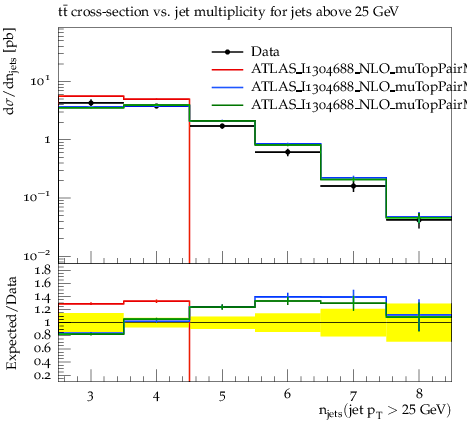 tt̄ cross-section vs. jet multiplicity for jets above 25 GeV
dσ/dn_jets [pb]
Data
ATLAS_I1304688_NLO_muTopPairM
ATLAS_I1304688_NLO_muTopPairM
ATLAS_I1304688_NLO_muTopPairM
10^1
1
10^−1
10^−2
Expected/Data
1.8
1.6
1.4
1.2
1
0.8
0.6
0.4
0.2
3 4 5 6 7 8
n_jets(jet p_T > 25 GeV)